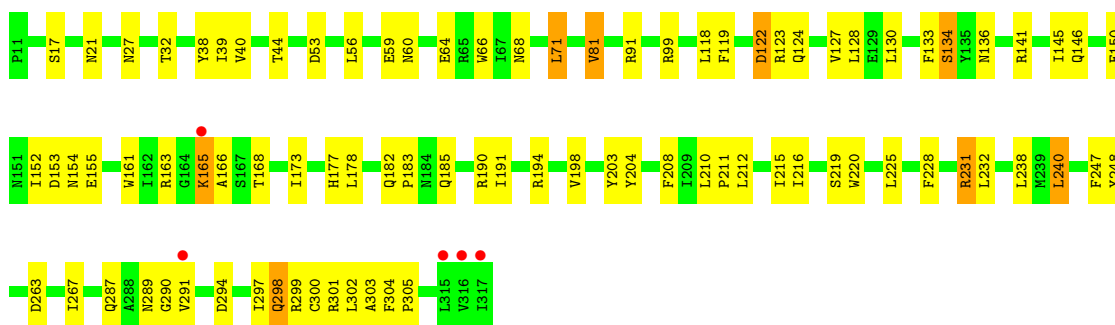 P11 S17 N21 N27 T32 Y38 I39 V40 T44 D53 L56 E59 N60 E64 R65 W66 I67 N68 L71 V81 R91 R99 L118 F119 D122 R123 Q124 V127 L128 E129 L130 F133 S134 Y135 N136 R141 I145 Q146
N151 I152 D153 N154 E155 W161 I162 R163 G164 K165 A166 S167 T168 I173 H177 L178 Q182 P183 N184 Q185 R190 I191 R194 V198 Y203 Y204 F208 I209 L210 P211 L212 I215 I216 S219 W220 L225 F228 R231 L232 L238 M239 L240 F247
D263 I267 Q287 A288 N289 G290 V291 D294 I297 Q298 R299 C300 R301 L302 A303 F304 P305 L315 V316 I317